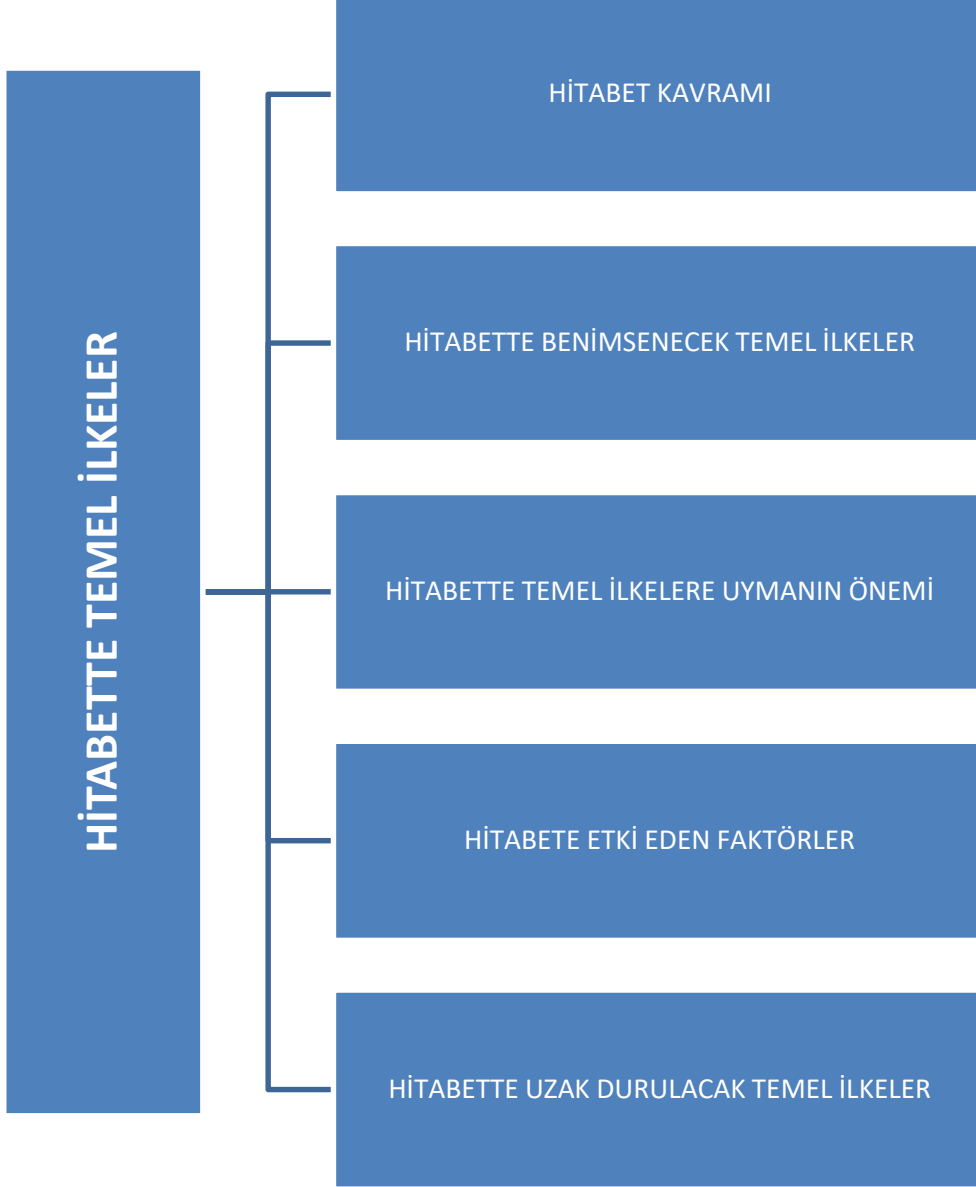 HİTABETTE TEMEL İLKELER
HİTABET KAVRAMI
HİTABETTE BENİMSENECEK TEMEL İLKELER
HİTABETTE TEMEL İLKELERE UYMANIN ÖNEMİ
HİTABETE ETKİ EDEN FAKTÖRLER
HİTABETTE UZAK DURULACAK TEMEL İLKELER